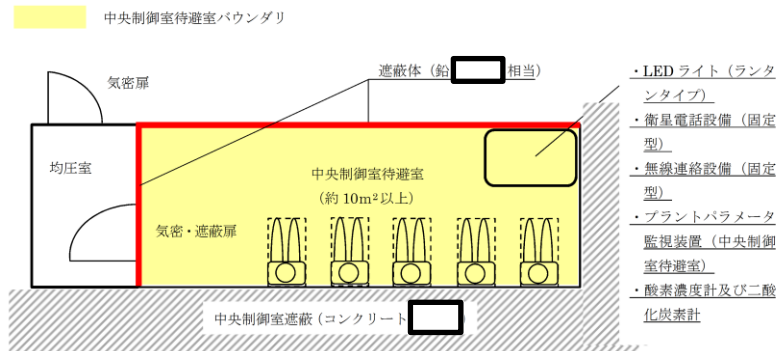 中央制御室待避室バウンダリ
遮蔽体（鉛 相当）
気密扉
均圧室
中央制御室待避室
（約 10m²以上）
気密・遮蔽扉
中央制御室遮蔽（コンクリート ）
・LED ライト（ランタ
ンタイプ）
・衛星電話設備（固定
型）
・無線連絡設備（固定
型）
・プラントパラメータ
監視装置（中央制御
室待避室）
・酸素濃度計及び二酸
化炭素計